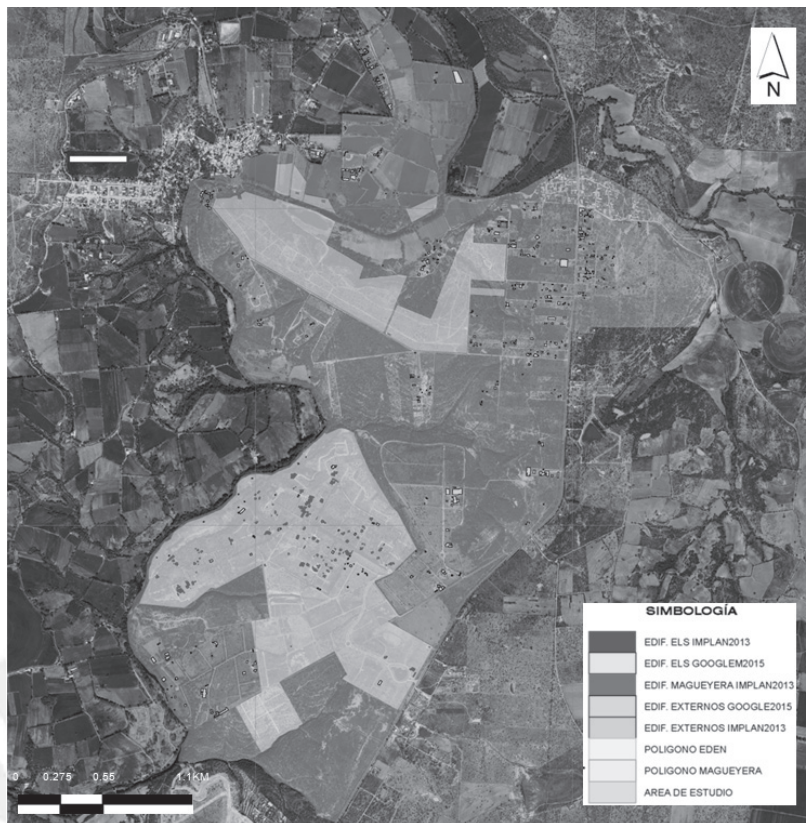 N
SIMBOLOGÍA
EDIF. ELS IMPLAN2013
EDIF. ELS GOOGLEM2015
EDIF. MAGUEYERA IMPLAN2013
EDIF. EXTERNOS GOOGLE2015
EDIF. EXTERNOS IMPLAN2013
POLIGONO EDEN
POLIGONO MAGUEYERA
AREA DE ESTUDIO
0 0.275 0.55 1.1KM